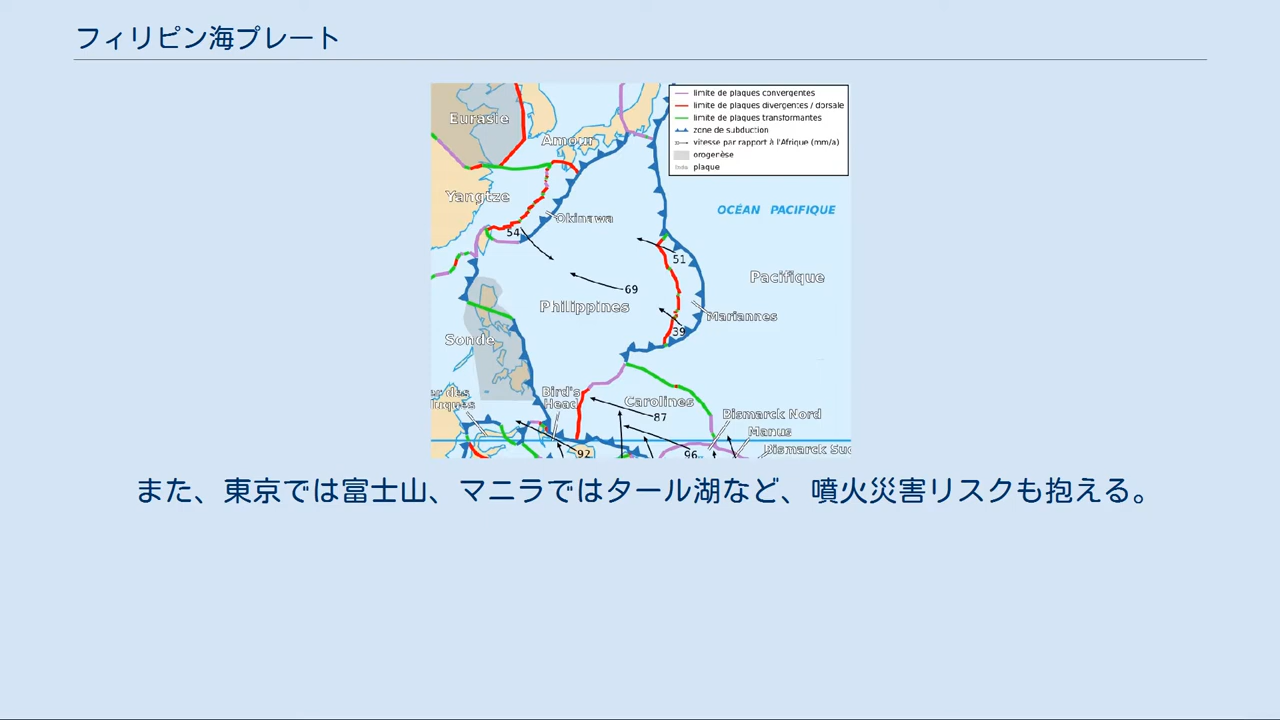 フィリピン海プレート
limite de plaques convergentes
limite de plaques divergentes / dorsale
limite de plaques transformantes
zone de subduction
vitesse par rapport à l'Afrique (mm/a)
orogenèse
plaque
Eurasie
Amour
Yangtze
OCÉAN PACIFIQUE
Okinawa
54
51
Pacifique
69
Philippines
Mariannes
39
Sonde
Bird's
Head
Carolines
87
Bismarck Nord
Manus
Bismarck Sud
92
96
また、東京では富士山、マニラではタール湖など、噴火災害リスクも抱える。